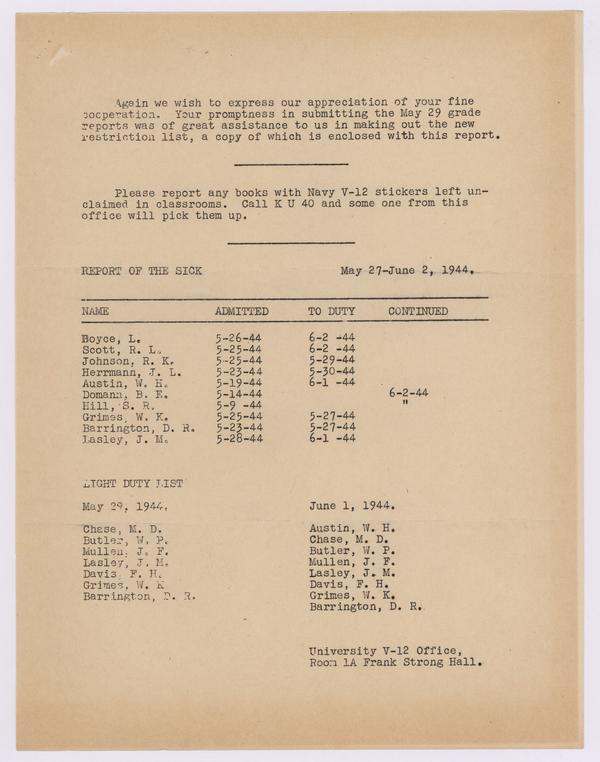 Again we wish to express our appreciation of your fine
cooperation. Your promptness in submitting the May 29 grade
reports was of great assistance to us in making out the new
restriction list, a copy of which is enclosed with this report.
Please report any books with Navy V-12 stickers left un-
claimed in classrooms. Call K U 40 and some one from this
office will pick them up.
REPORT OF THE SICK May 27-June 2, 1944.
NAME ADMITTED TO DUTY CONTINUED
Boyce, L. 5-26-44 6-2 -44
Scott, R. L. 5-25-44 6-2 -44
Johnson, R. K. 5-25-44 5-29-44
Herrmann, J. L. 5-23-44 5-30-44
Austin, W. H. 5-19-44 6-1 -44
Domann, B. E. 5-14-44 6-2-44
Hill, S. R. 5-9 -44 "
Grimes, W. K. 5-25-44 5-27-44
Barrington, D. R. 5-23-44 5-27-44
Lasley, J. M. 5-28-44 6-1 -44
LIGHT DUTY LIST
May 29, 1944. June 1, 1944.
Chase, M. D. Austin, W. H.
Butler, W. P. Chase, M. D.
Mullen, J. F. Butler, W. P.
Lasley, J. M. Mullen, J. F.
Davis, F. H. Lasley, J. M.
Grimes, W. K Davis, F. H.
Barrington, D. R. Grimes, W. K.
Barrington, D. R.
University V-12 Office,
Room 1A Frank Strong Hall.